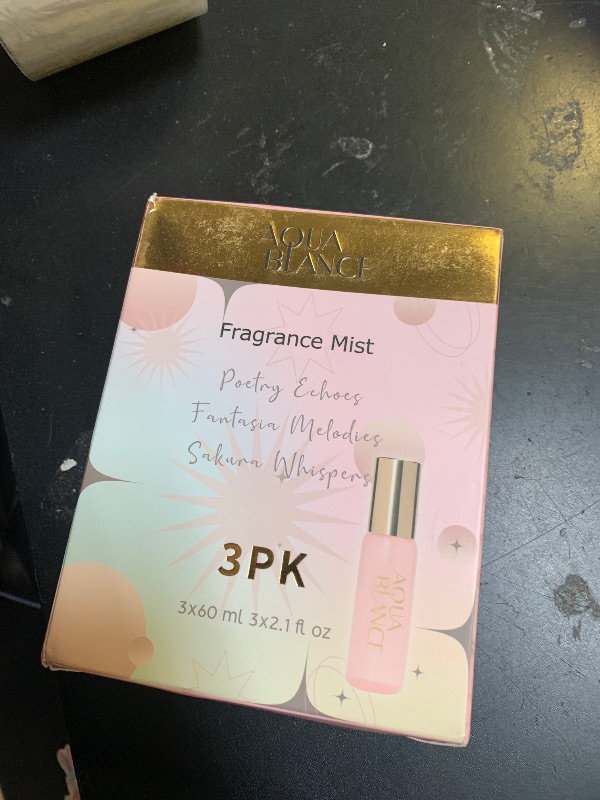 AQUA
BLANCE
Fragrance Mist
Poetry Echoes
Fantasia Melodies
Sakura Whispers
3PK
3x60 ml 3x2.1 fl oz
AQUA
BLANCE